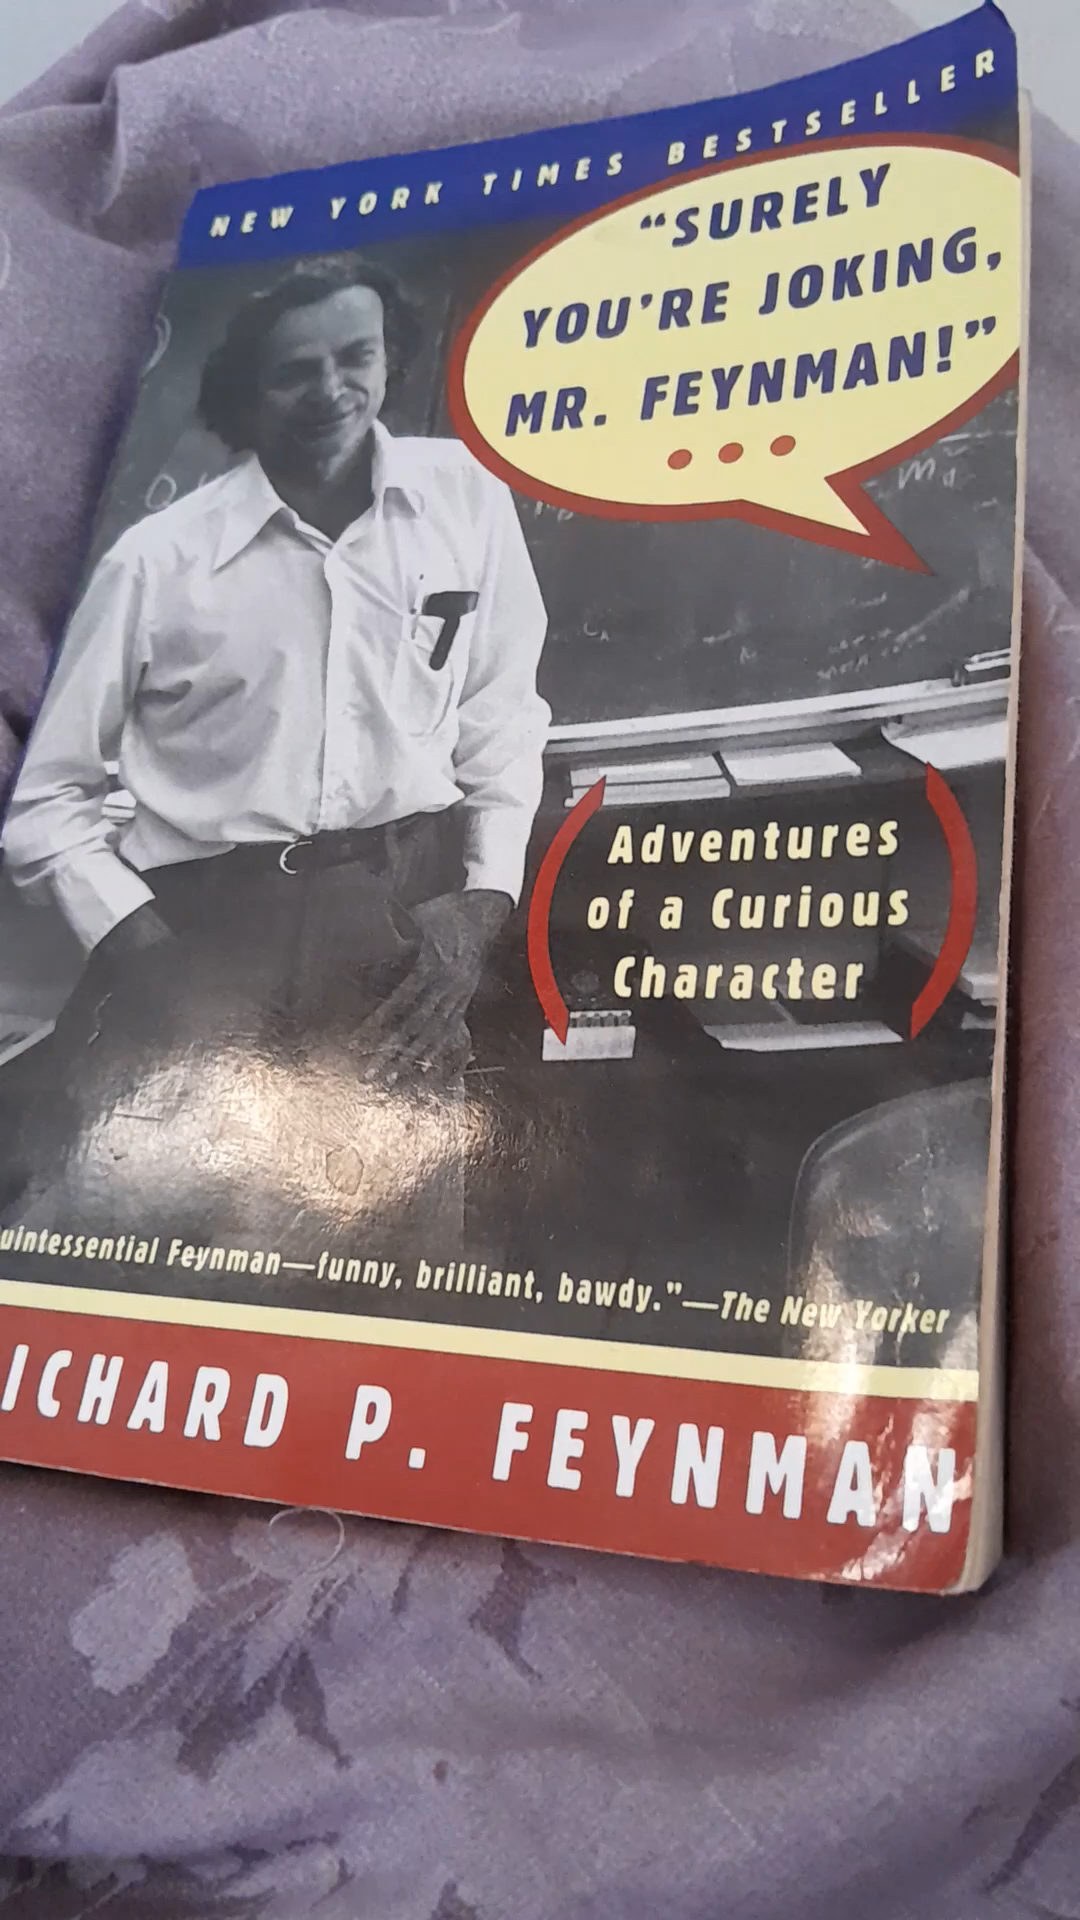 NEW YORK TIMES BESTSELLER
“SURELY
YOU’RE JOKING,
MR. FEYNMAN!”
Adventures
of a Curious
Character
uintessential Feynman—funny, brilliant, bawdy.”—The New Yorker
ICHARD P. FEYNMAN